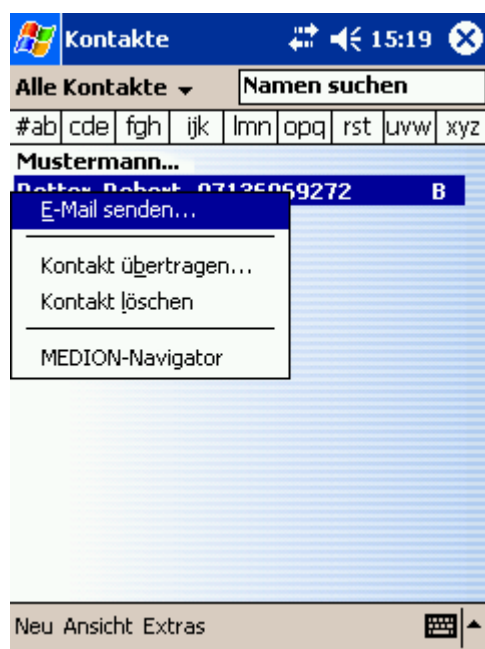 Kontakte 15:19
Alle Kontakte Namen suchen
#ab cde fgh ijk lmn opq rst uvw xyz
Mustermann...
B
E-Mail senden...
Kontakt übertragen...
Kontakt löschen
MEDION-Navigator
Neu Ansicht Extras